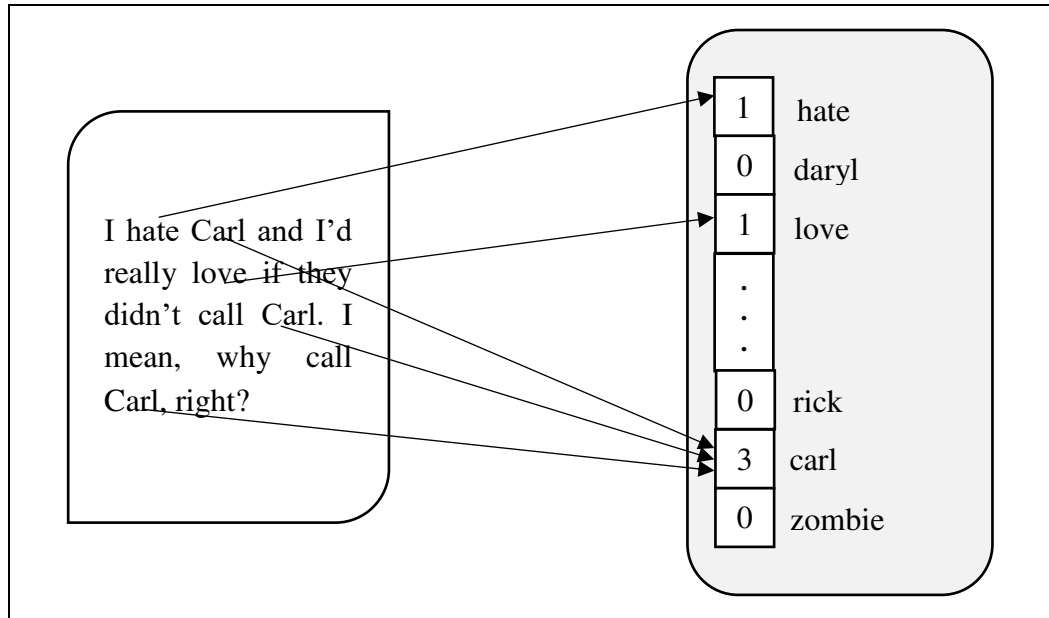 I hate Carl and I’d
really love if they
didn’t call Carl. I
mean, why call
Carl, right?
1 hate
0 daryl
1 love
.
.
.
0 rick
3 carl
0 zombie